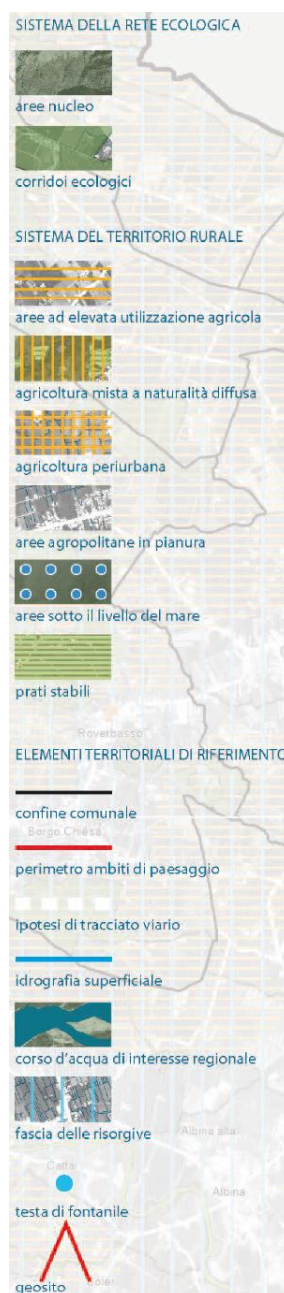 SISTEMA DELLA RETE ECOLOGICA
aree nucleo
corridoi ecologici
SISTEMA DEL TERRITORIO RURALE
aree ad elevata utilizzazione agricola
agricoltura mista a naturalità diffusa
agricoltura periurbana
aree agropolitane in pianura
aree sotto il livello del mare
prati stabili
Roverbasso
ELEMENTI TERRITORIALI DI RIFERIMENTO
confine comunale
Borgo Chiesa
perimetro ambiti di paesaggio
ipotesi di tracciato viario
idrografia superficiale
corso d'acqua di interesse regionale
fascia delle risorgive
Albina alta
Cattai
Albina
testa di fontanile
geosito